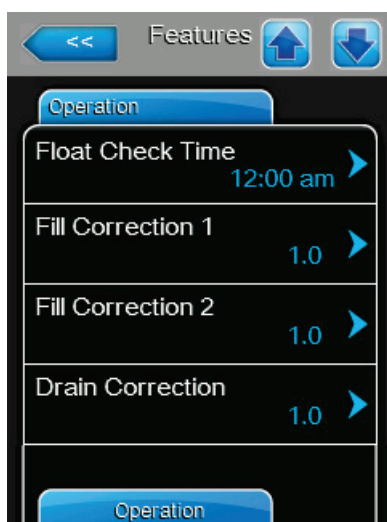 <<
Features
Operation
Float Check Time
12:00 am
Fill Correction 1
1.0
Fill Correction 2
1.0
Drain Correction
1.0
Operation